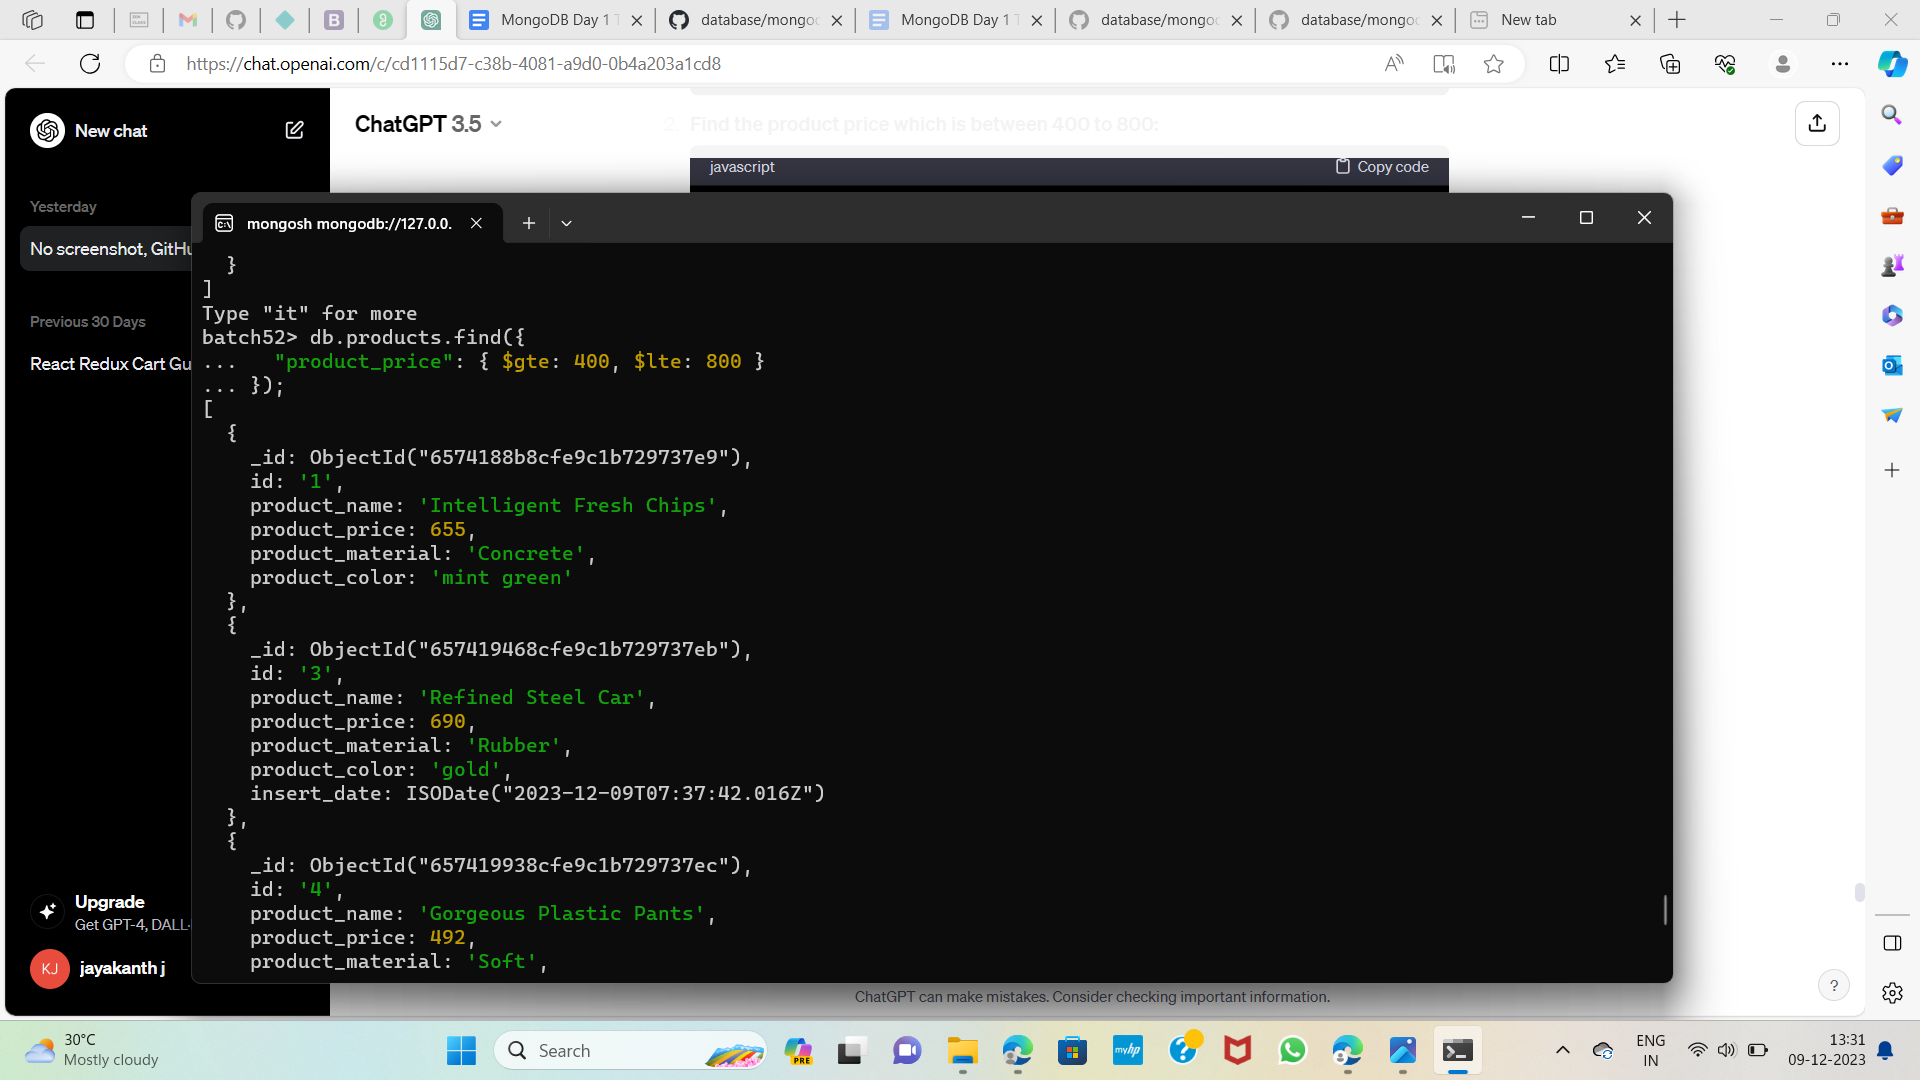 MongoDB Day 1 T
database/mongo
MongoDB Day 1 T
database/mongo
database/mongo
New tab
https://chat.openai.com/c/cd1115d7-c38b-4081-a9d0-0b4a203a1cd8
New chat
Yesterday
No screenshot, GitHu
Previous 30 Days
React Redux Cart Gu
Upgrade
Get GPT-4, DALL·
KJ
jayakanth j
ChatGPT 3.5
2. Find the product price which is between 400 to 800:
javascript
Copy code
mongosh mongodb://127.0.0.
  }
]
Type "it" for more
batch52> db.products.find({
...   "product_price": { $gte: 400, $lte: 800 }
... });
[
  {
    _id: ObjectId("6574188b8cfe9c1b729737e9"),
    id: '1',
    product_name: 'Intelligent Fresh Chips',
    product_price: 655,
    product_material: 'Concrete',
    product_color: 'mint green'
  },
  {
    _id: ObjectId("657419468cfe9c1b729737eb"),
    id: '3',
    product_name: 'Refined Steel Car',
    product_price: 690,
    product_material: 'Rubber',
    product_color: 'gold',
    insert_date: ISODate("2023-12-09T07:37:42.016Z")
  },
  {
    _id: ObjectId("657419938cfe9c1b729737ec"),
    id: '4',
    product_name: 'Gorgeous Plastic Pants',
    product_price: 492,
    product_material: 'Soft',
ChatGPT can make mistakes. Consider checking important information.
?
30°C
Mostly cloudy
Search
PRE
myhp
ENG
IN
13:31
09-12-2023